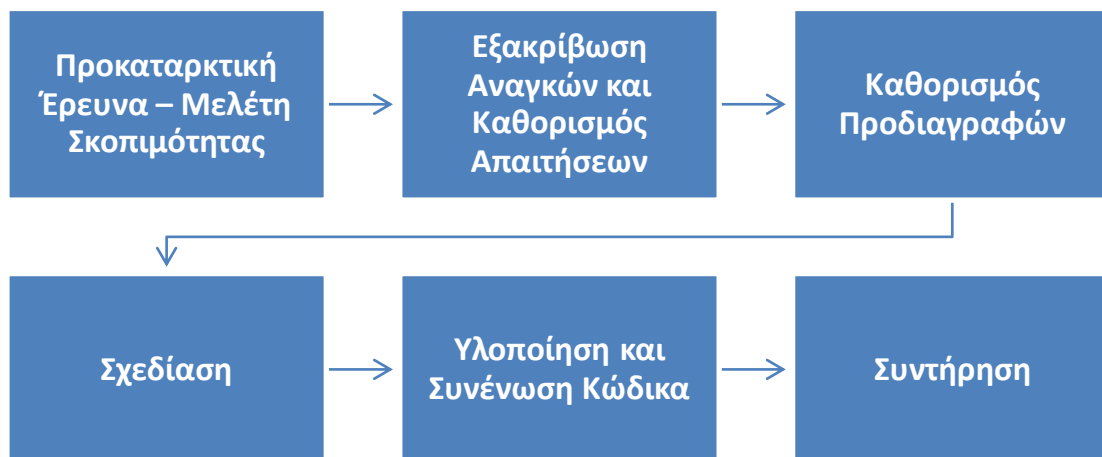 Προκαταρκτική
Έρευνα – Μελέτη
Σκοπιμότητας
Εξακρίβωση
Αναγκών και
Καθορισμός
Απαιτήσεων
Καθορισμός
Προδιαγραφών
Σχεδίαση
Υλοποίηση και
Συνένωση Κώδικα
Συντήρηση